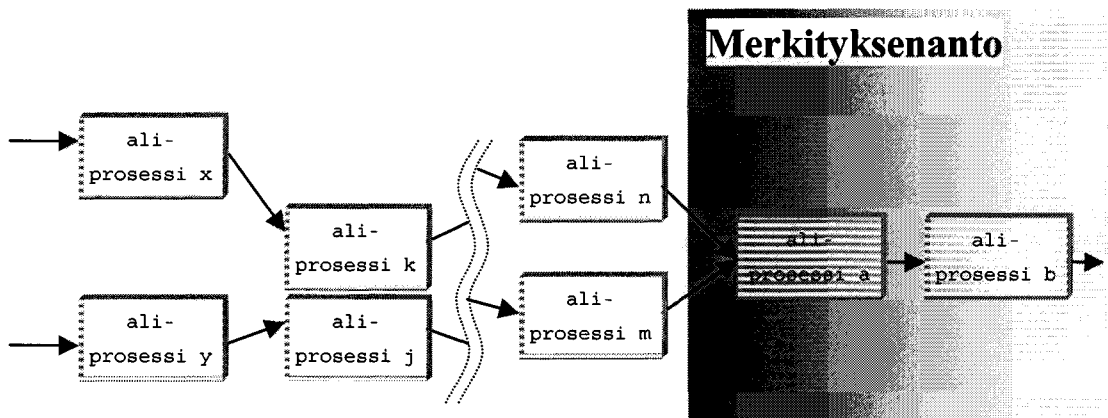 Merkityksenanto
ali-
prosessi x
ali-
prosessi k
ali-
prosessi y
ali-
prosessi j
ali-
prosessi n
ali-
prosessi m
ali-
prosessi a
ali-
prosessi b